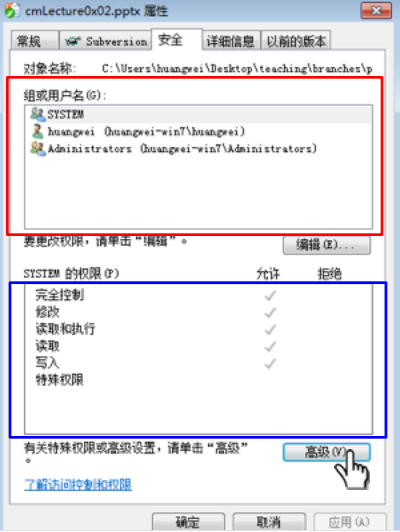 cmLecture0x02.pptx 属性
常规 Subversion 安全 详细信息 以前的版本
对象名称: C:\Users\huangwei\Desktop\teaching\branches\p
组或用户名(G):
SYSTEM
huangwei (huangwei-win7\huangwei)
Administrators (huangwei-win7\Administrators)
要更改权限，请单击“编辑”。
编辑(E)...
SYSTEM 的权限(P) 允许 拒绝
完全控制
修改
读取和执行
读取
写入
特殊权限
有关特殊权限或高级设置，请单击“高级”
。
高级(V)
了解访问控制和权限
确定 取消 应用(A)